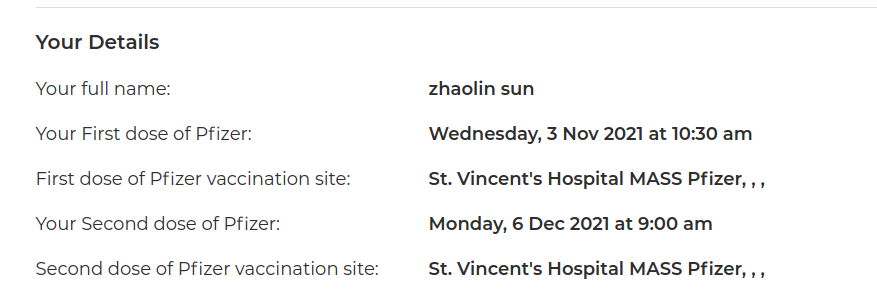 Your Details
Your full name: zhaolin sun
Your First dose of Pfizer: Wednesday, 3 Nov 2021 at 10:30 am
First dose of Pfizer vaccination site: St. Vincent's Hospital MASS Pfizer, , ,
Your Second dose of Pfizer: Monday, 6 Dec 2021 at 9:00 am
Second dose of Pfizer vaccination site: St. Vincent's Hospital MASS Pfizer, , ,